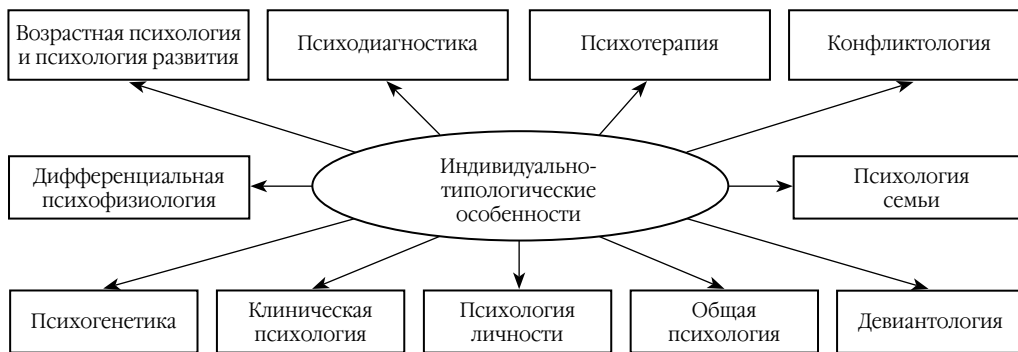 Возрастная психология
и психология развития
Психодиагностика
Психотерапия
Конфликтология
Дифференциальная
психофизиология
Индивидуально-
типологические
особенности
Психология
семьи
Психогенетика
Клиническая
психология
Психология
личности
Общая
психология
Девиантология